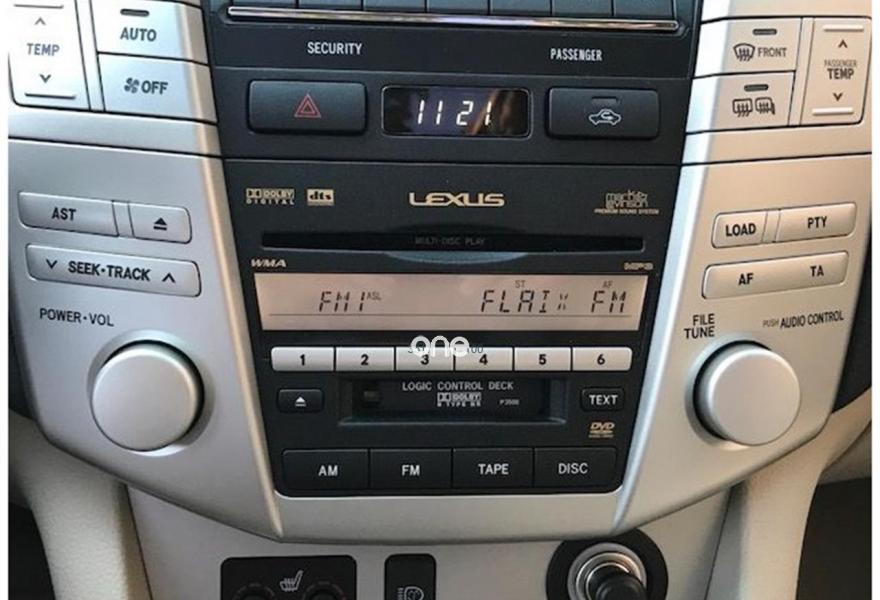 TEMP
AUTO
OFF
SECURITY
PASSENGER
FRONT
PASSENGER
TEMP
11 21
AST
DOLBY
DIGITAL
dts
LEXUS
mark levinson
PREMIUM SOUND SYSTEM
LOAD
PTY
MULTI-DISC PLAY
SEEK·TRACK
WMA
MP3
AF
TA
POWER·VOL
FM1 ASL
ST
AF
FM
FILE
TUNE
PUSH AUDIO CONTROL
one
1 2 3 4 5 6
LOGIC CONTROL DECK
DOLBY
B TYPE NR
TEXT
DVD
AM
FM
TAPE
DISC